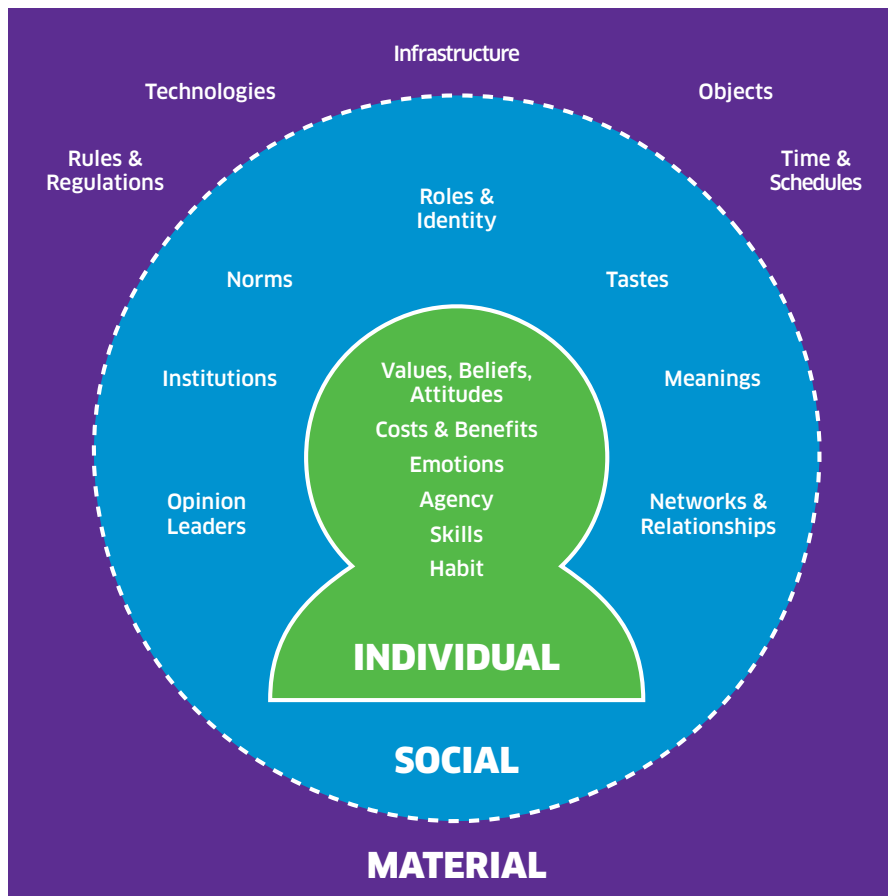 Infrastructure
Technologies
Objects
Rules &
Regulations
Time &
Schedules
Roles &
Identity
Norms
Tastes
Institutions
Meanings
Values, Beliefs,
Attitudes
Costs & Benefits
Emotions
Agency
Skills
Habit
Opinion
Leaders
Networks &
Relationships
INDIVIDUAL
SOCIAL
MATERIAL